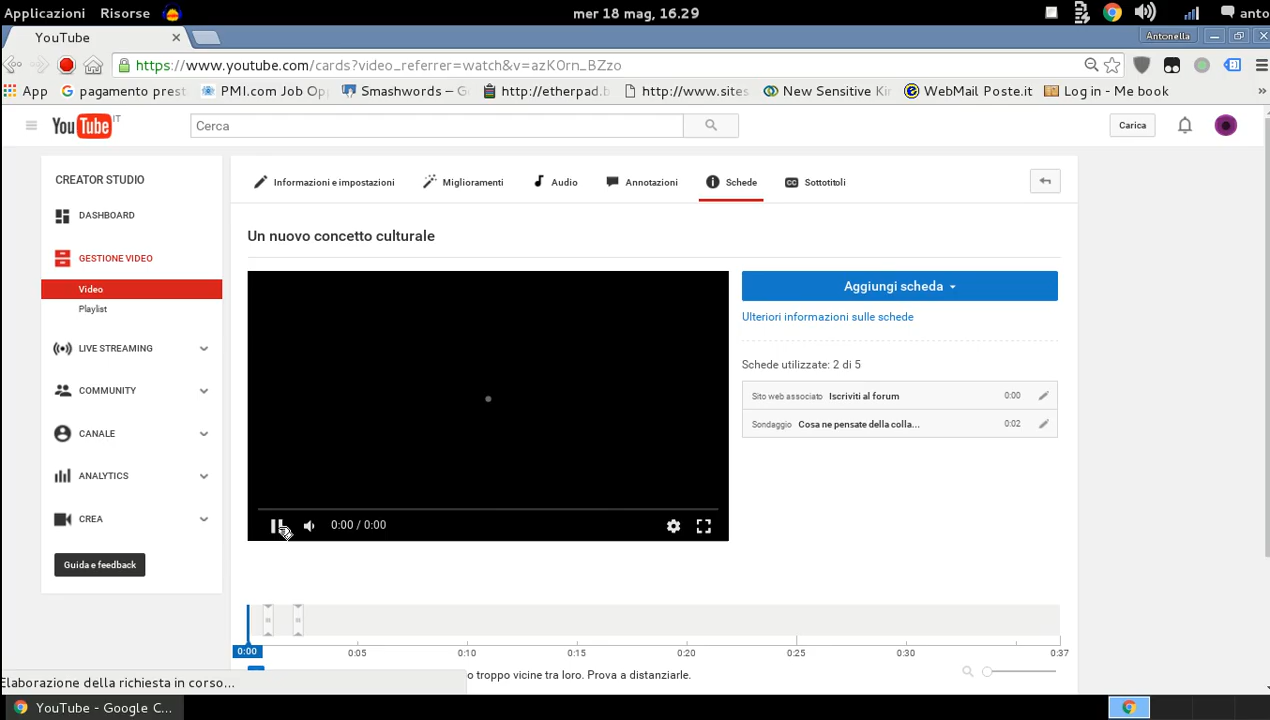 Applicazioni Risorse mer 18 mag, 16.29 anto
YouTube Antonella
https://www.youtube.com/cards?video_referrer=watch&v=azK0rn_BZzo
App pagamento prest PMI.com Job Op Smashwords – G http://etherpad.b http://www.sites New Sensitive Kir WebMail Poste.it Log in - Me book
YouTube IT Cerca Carica
CREATOR STUDIO
DASHBOARD
GESTIONE VIDEO
Video
Playlist
LIVE STREAMING
COMMUNITY
CANALE
ANALYTICS
CREA
Guida e feedback
Informazioni e impostazioni Miglioramenti Audio Annotazioni Schede CC Sottotitoli
Un nuovo concetto culturale
0:00 / 0:00
Aggiungi scheda
Ulteriori informazioni sulle schede
Schede utilizzate: 2 di 5
Sito web associato Iscriviti al forum 0:00
Sondaggio Cosa ne pensate della colla... 0:02
0:00 0:05 0:10 0:15 0:20 0:25 0:30 0:37
o troppo vicine tra loro. Prova a distanziarle.
Elaborazione della richiesta in corso...
YouTube - Google C...